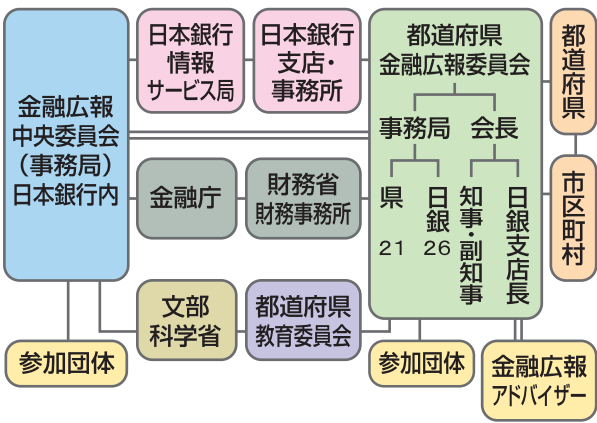 金融広報
中央委員会
（事務局）
日本銀行内
日本銀行
情報
サービス局
日本銀行
支店・
事務所
金融庁
財務省
財務事務所
文部
科学省
都道府県
教育委員会
都道府県
金融広報委員会
事務局
会長
県
21
日銀
26
知事・副知事
日銀支店長
都道府県
市区町村
参加団体
参加団体
金融広報
アドバイザー